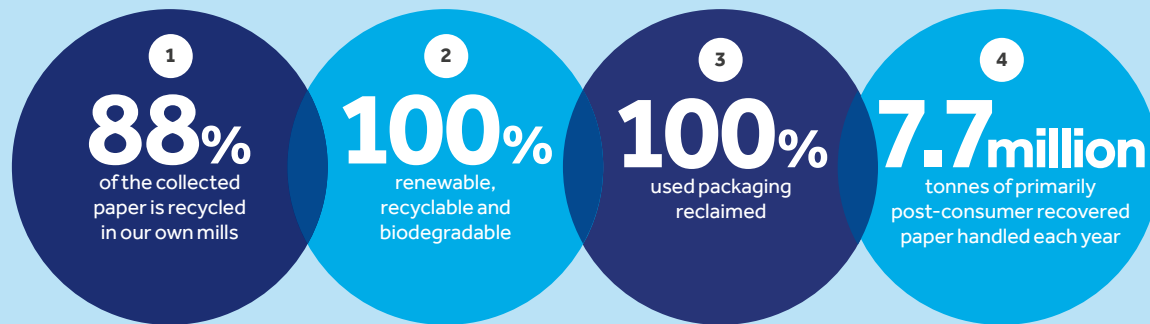 1
88%
of the collected
paper is recycled
in our own mills
2
100%
renewable,
recyclable and
biodegradable
3
100%
used packaging
reclaimed
4
7.7million
tonnes of primarily
post-consumer recovered
paper handled each year